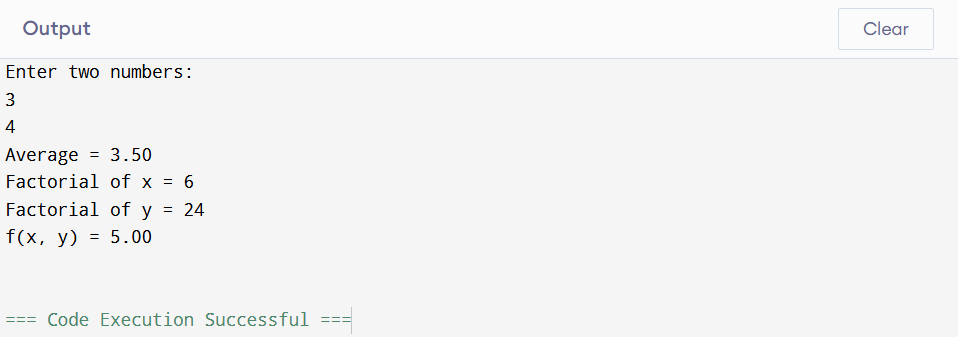 Output
Clear
Enter two numbers:
3
4
Average = 3.50
Factorial of x = 6
Factorial of y = 24
f(x, y) = 5.00
=== Code Execution Successful ===